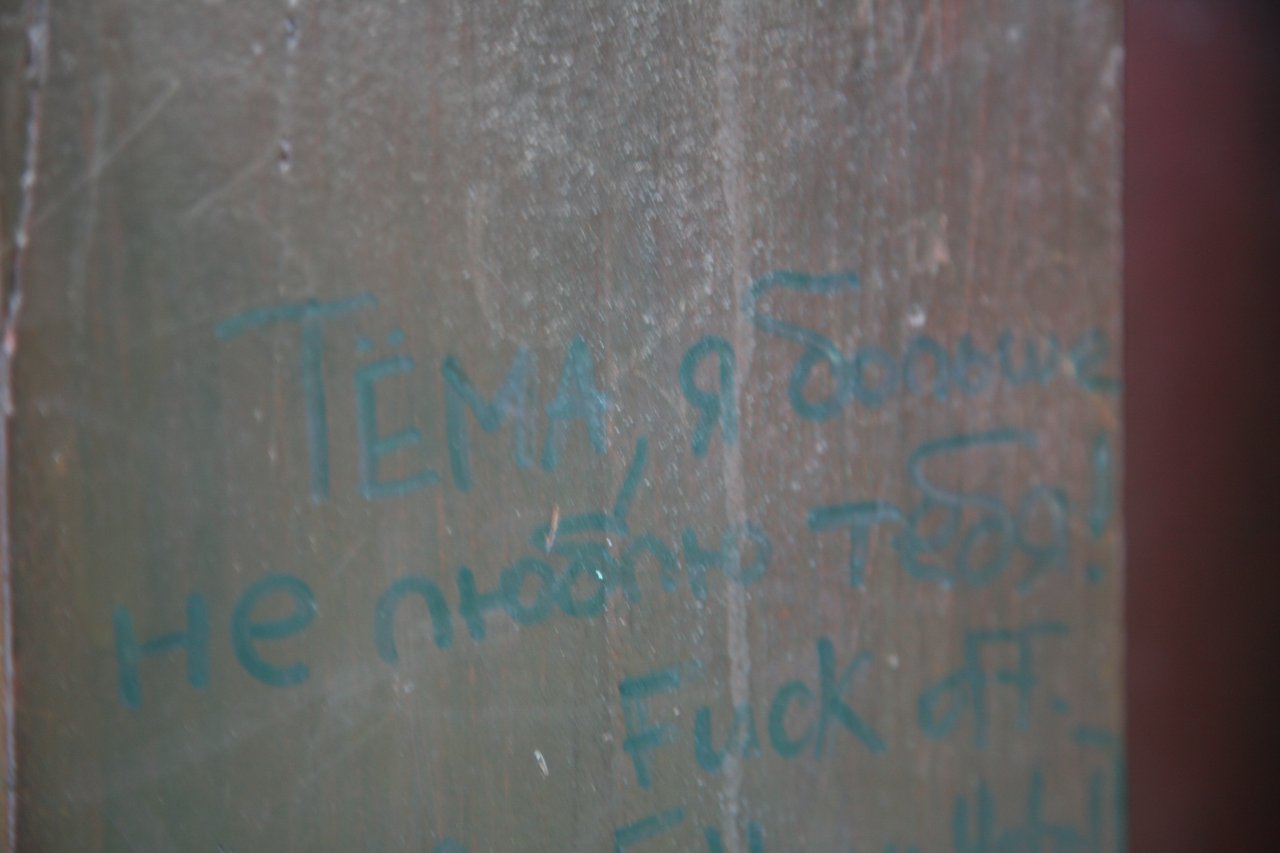 ТЁМА, я больше
не люблю тебя!
Fuck off.